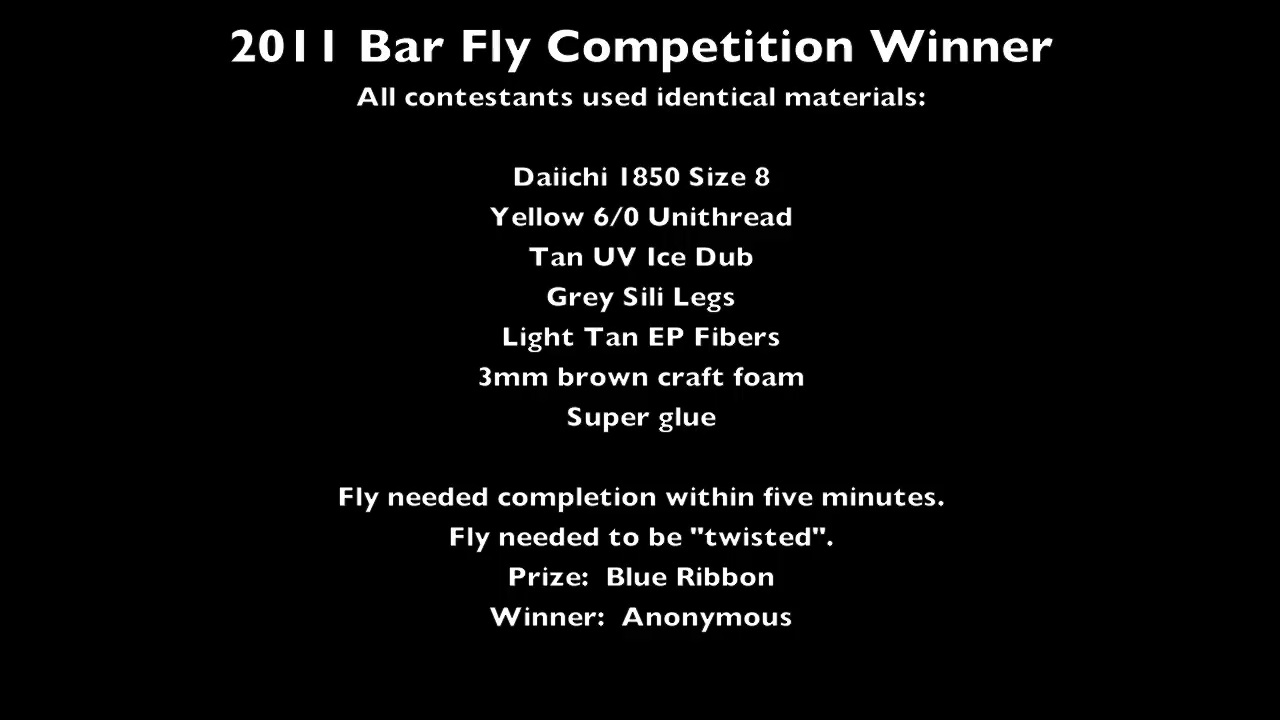 2011 Bar Fly Competition Winner
All contestants used identical materials:
Daiichi 1850 Size 8
Yellow 6/0 Unithread
Tan UV Ice Dub
Grey Sili Legs
Light Tan EP Fibers
3mm brown craft foam
Super glue
Fly needed completion within five minutes.
Fly needed to be "twisted".
Prize:  Blue Ribbon
Winner:  Anonymous